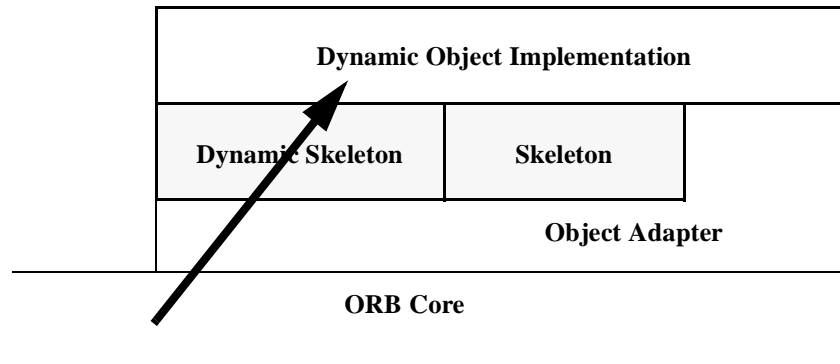 Dynamic Object Implementation
Dynamic Skeleton
Skeleton
Object Adapter
ORB Core